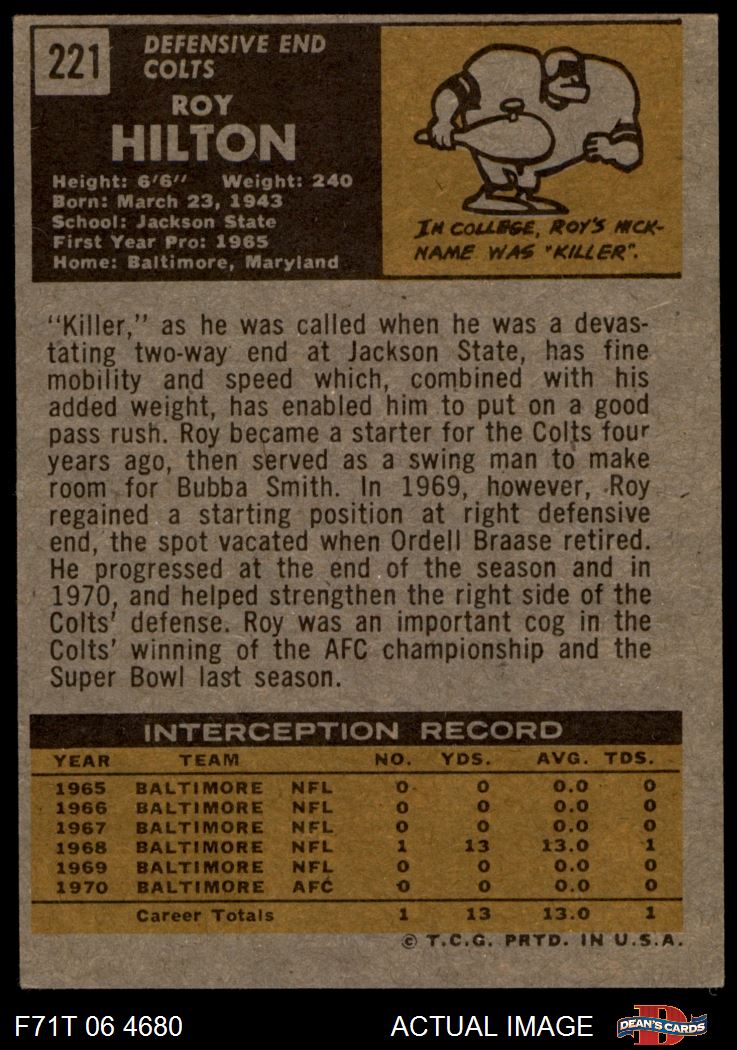 221
DEFENSIVE END
COLTS
ROY
HILTON
Height: 6'6" Weight: 240
Born: March 23, 1943
School: Jackson State
First Year Pro: 1965
Home: Baltimore, Maryland
IN COLLEGE, ROY'S NICK-
NAME WAS "KILLER".
"Killer," as he was called when he was a devas-
tating two-way end at Jackson State, has fine
mobility and speed which, combined with his
added weight, has enabled him to put on a good
pass rush. Roy became a starter for the Colts four
years ago, then served as a swing man to make
room for Bubba Smith. In 1969, however, Roy
regained a starting position at right defensive
end, the spot vacated when Ordell Braase retired.
He progressed at the end of the season and in
1970, and helped strengthen the right side of the
Colts' defense. Roy was an important cog in the
Colts' winning of the AFC championship and the
Super Bowl last season.
INTERCEPTION RECORD
YEAR TEAM NO. YDS. AVG. TDS.
1965 BALTIMORE NFL 0 0 0.0 0
1966 BALTIMORE NFL 0 0 0.0 0
1967 BALTIMORE NFL 0 0 0.0 0
1968 BALTIMORE NFL 1 13 13.0 1
1969 BALTIMORE NFL 0 0 0.0 0
1970 BALTIMORE AFC 0 0 0.0 0
Career Totals 1 13 13.0 1
© T.C.G. PRTD. IN U.S.A.
F71T 06 4680 ACTUAL IMAGE D DEAN'S CARDS